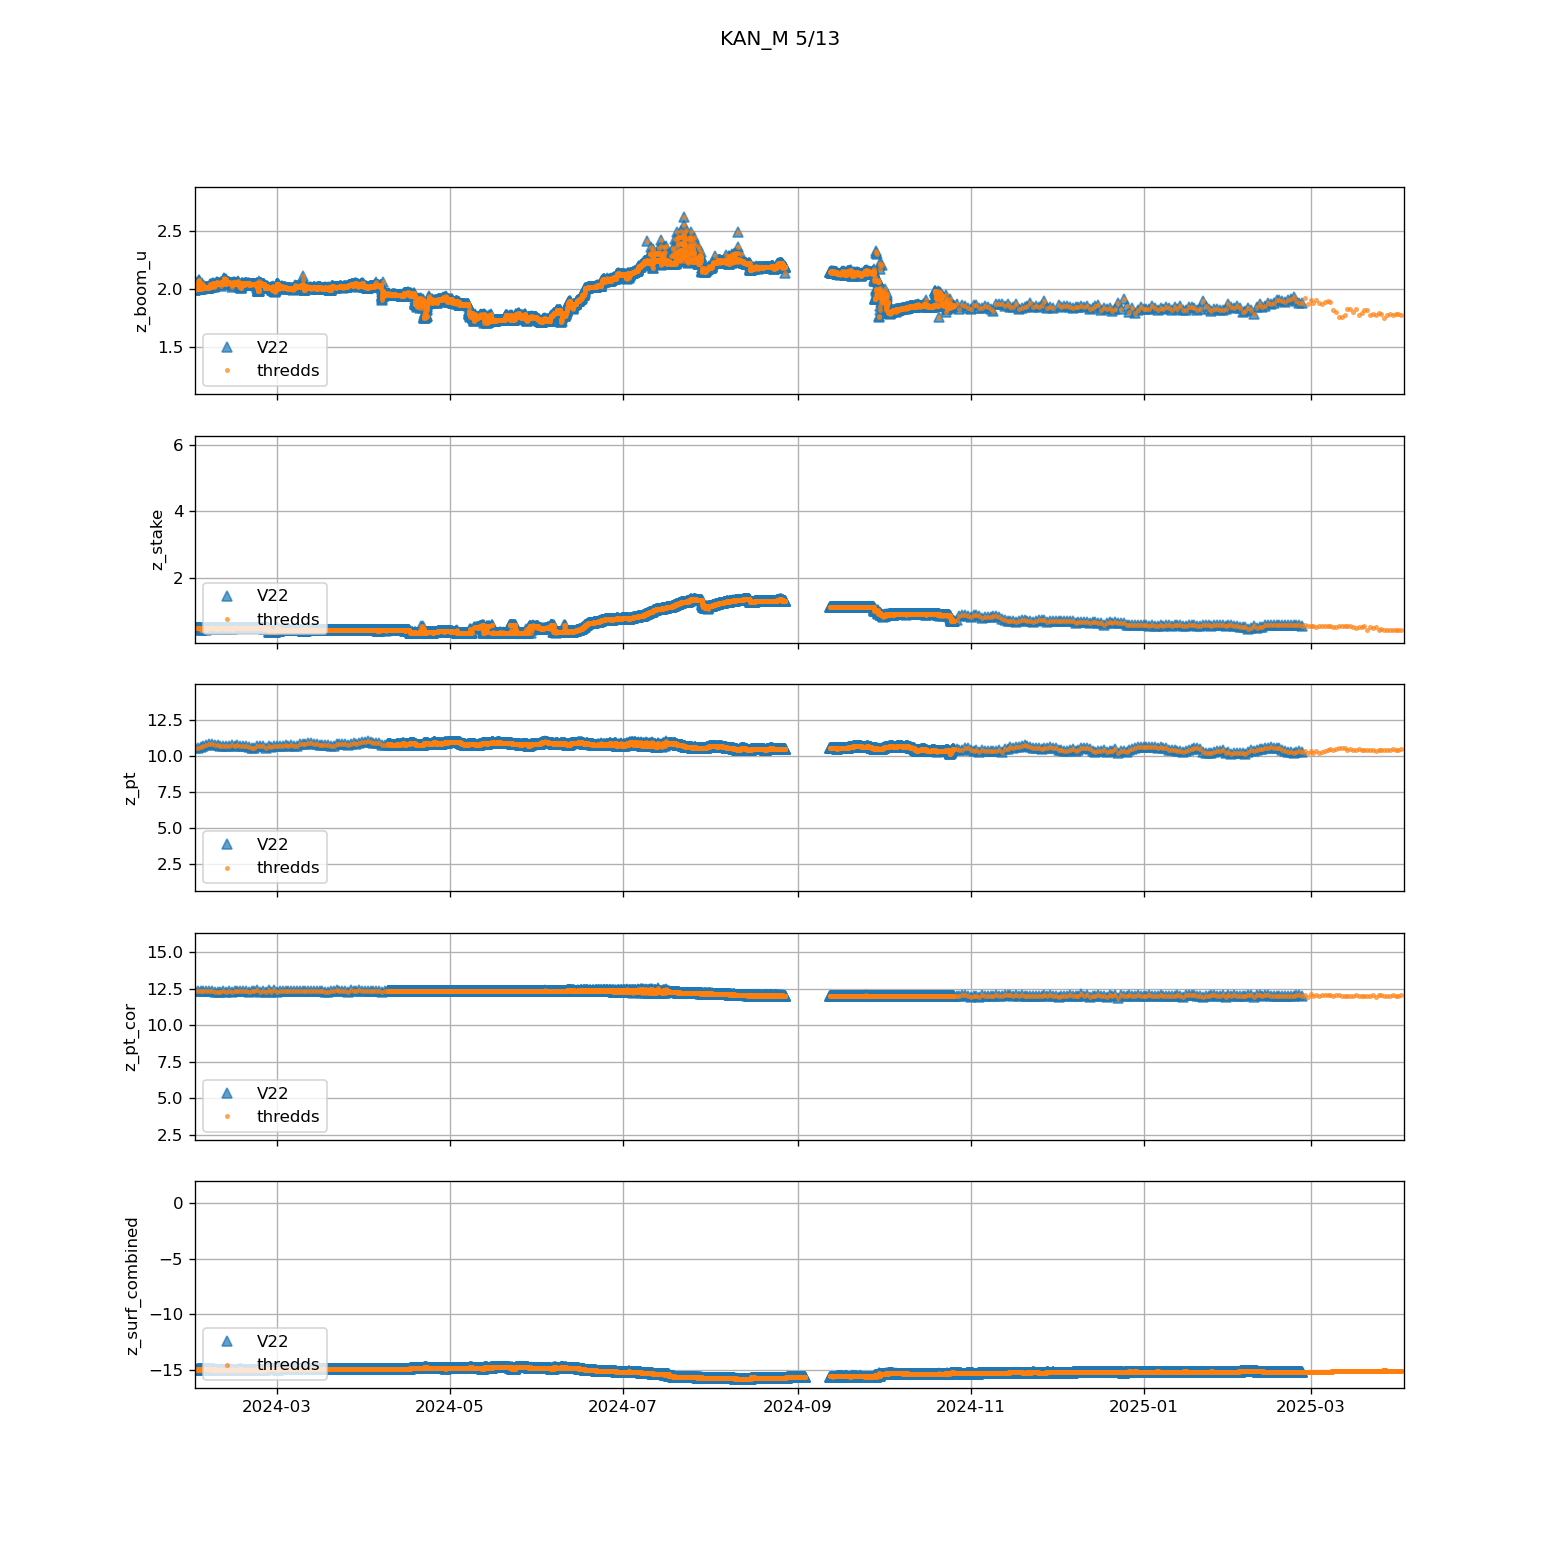 KAN_M 5/13
z_boom_u
2.5
2.0
1.5
V22
thredds
z_stake
6
4
2
V22
thredds
z_pt
12.5
10.0
7.5
5.0
2.5
V22
thredds
z_pt_cor
15.0
12.5
10.0
7.5
5.0
2.5
V22
thredds
z_surf_combined
0
−5
−10
−15
V22
thredds
2024-03 2024-05 2024-07 2024-09 2024-11 2025-01 2025-03